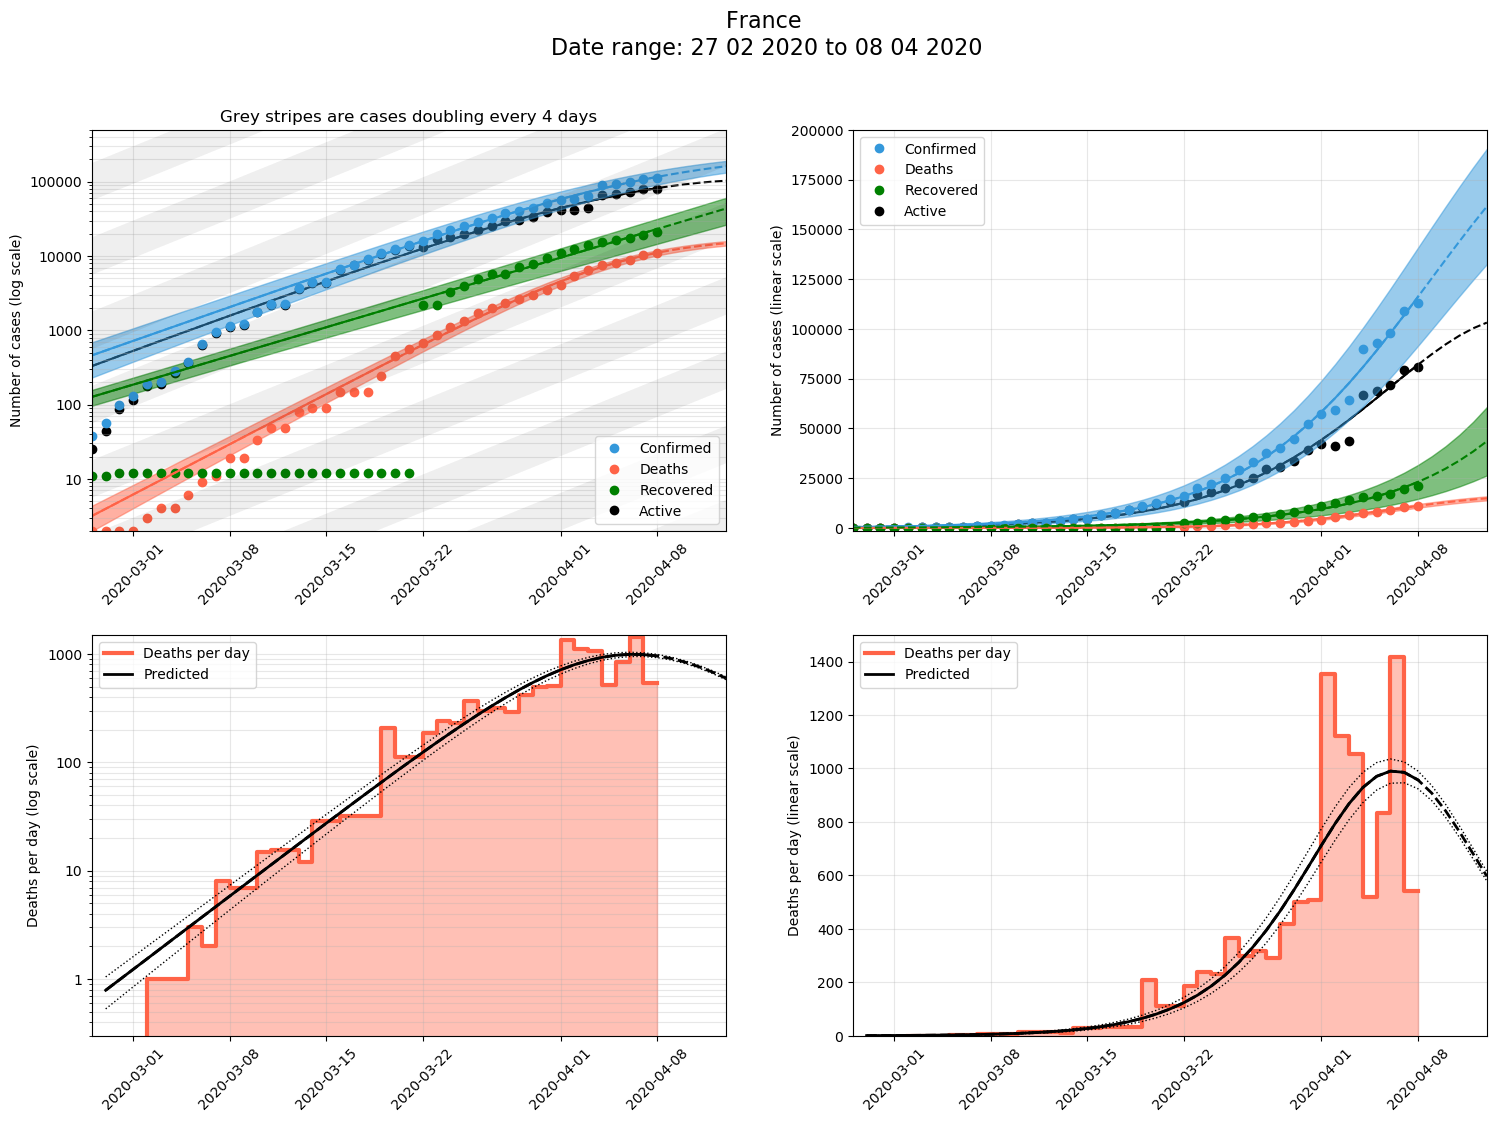 France
Date range: 27 02 2020 to 08 04 2020
Grey stripes are cases doubling every 4 days
Number of cases (log scale)
100000
10000
1000
100
10
Confirmed
Deaths
Recovered
Active
2020-03-01
2020-03-08
2020-03-15
2020-03-22
2020-04-01
2020-04-08
Number of cases (linear scale)
200000
175000
150000
125000
100000
75000
50000
25000
0
Confirmed
Deaths
Recovered
Active
2020-03-01
2020-03-08
2020-03-15
2020-03-22
2020-04-01
2020-04-08
Deaths per day (log scale)
1000
100
10
1
Deaths per day
Predicted
2020-03-01
2020-03-08
2020-03-15
2020-03-22
2020-04-01
2020-04-08
Deaths per day (linear scale)
1400
1200
1000
800
600
400
200
0
Deaths per day
Predicted
2020-03-01
2020-03-08
2020-03-15
2020-03-22
2020-04-01
2020-04-08